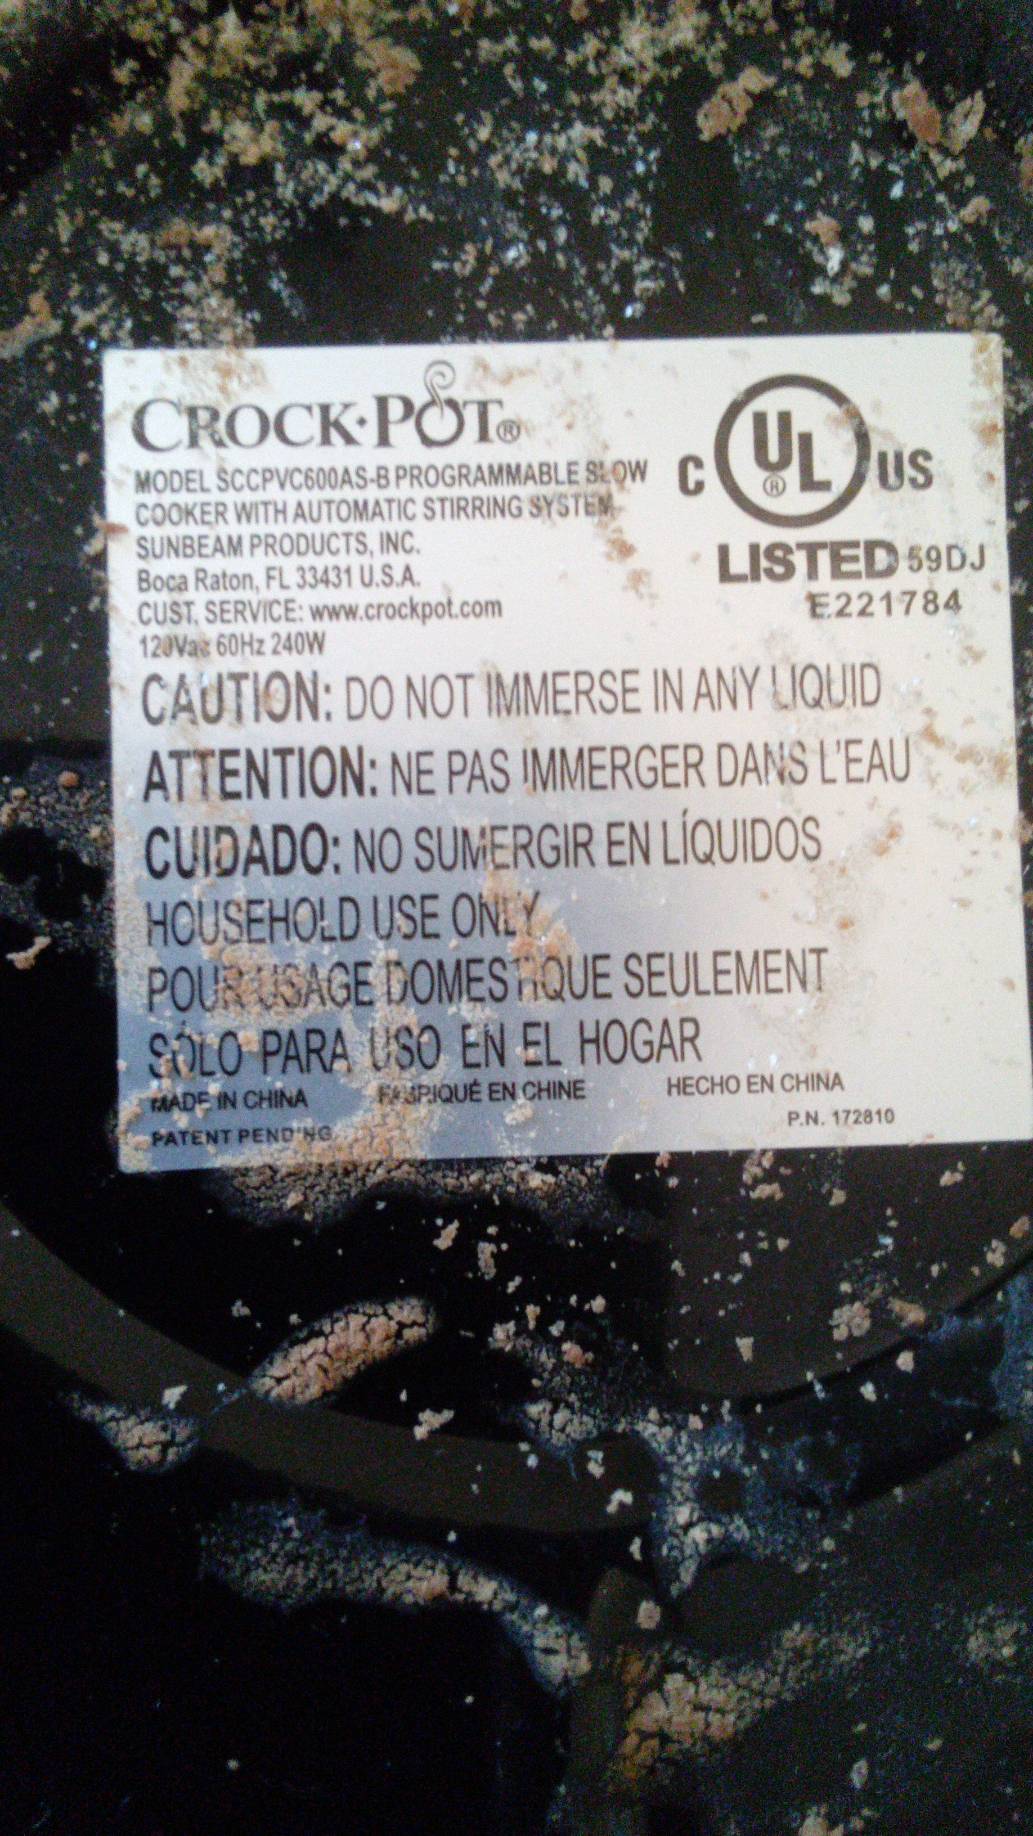 CROCK·POT®
MODEL SCCPVC600AS-B PROGRAMMABLE SLOW
COOKER WITH AUTOMATIC STIRRING SYSTEM
SUNBEAM PRODUCTS, INC.
Boca Raton, FL 33431 U.S.A.
CUST. SERVICE: www.crockpot.com
120Vac 60Hz 240W
C UL® US
LISTED 59DJ
E221784
CAUTION: DO NOT IMMERSE IN ANY LIQUID
ATTENTION: NE PAS IMMERGER DANS L'EAU
CUIDADO: NO SUMERGIR EN LÍQUIDOS
HOUSEHOLD USE ONLY
POUR USAGE DOMESTIQUE SEULEMENT
SÓLO PARA USO EN EL HOGAR
MADE IN CHINA FABRIQUÉ EN CHINE HECHO EN CHINA
PATENT PENDING
P.N. 172810